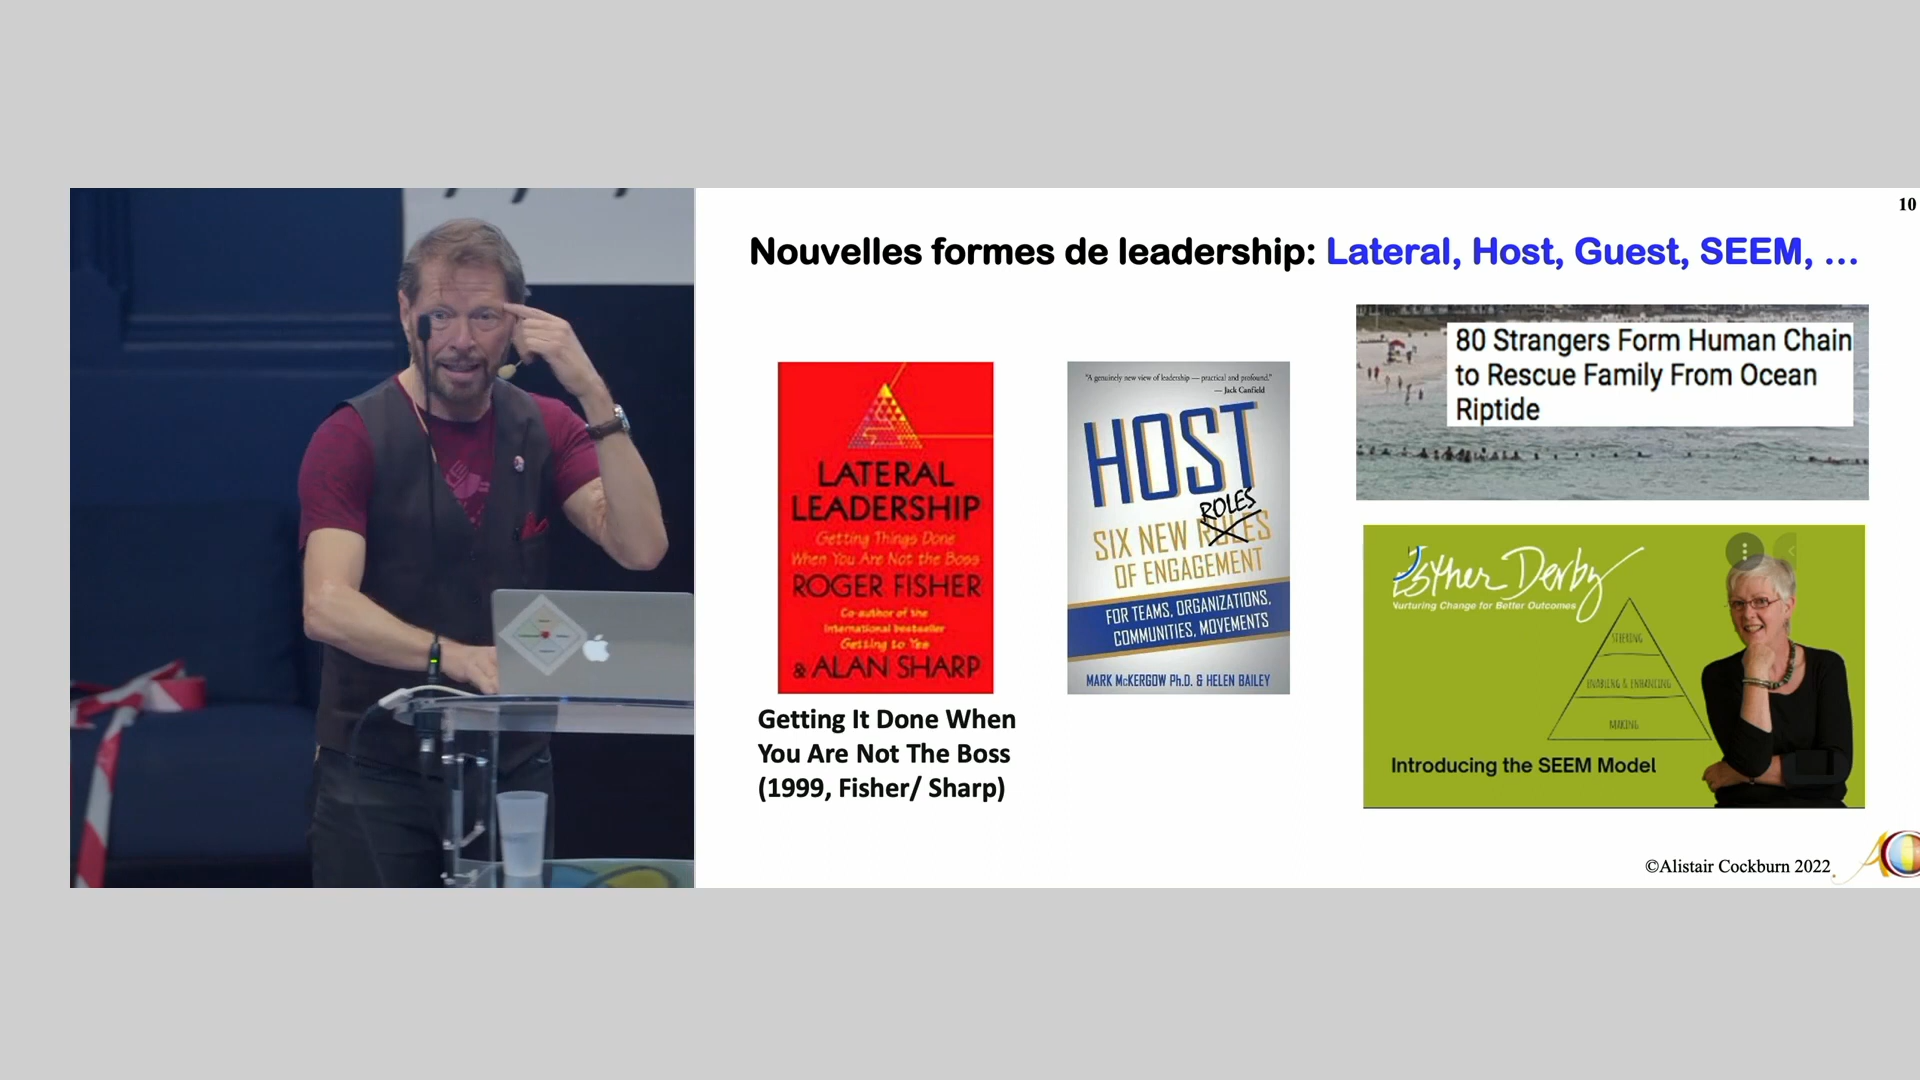 10
Nouvelles formes de leadership: Lateral, Host, Guest, SEEM, ...
LATERAL
LEADERSHIP
Getting Things Done
When You Are Not the Boss
ROGER FISHER
Co-author of the
international bestseller
Getting to Yes
& ALAN SHARP
Getting It Done When
You Are Not The Boss
(1999, Fisher/ Sharp)
"A genuinely new view of leadership — practical and profound."
— Jack Canfield
HOST
ROLES
SIX NEW RULES
OF ENGAGEMENT
FOR TEAMS, ORGANIZATIONS,
COMMUNITIES, MOVEMENTS
MARK McKERGOW Ph.D. & HELEN BAILEY
80 Strangers Form Human Chain
to Rescue Family From Ocean
Riptide
Esther Derby
Nurturing Change for Better Outcomes
STEERING
ENABLING & ENHANCING
MAKING
Introducing the SEEM Model
©Alistair Cockburn 2022